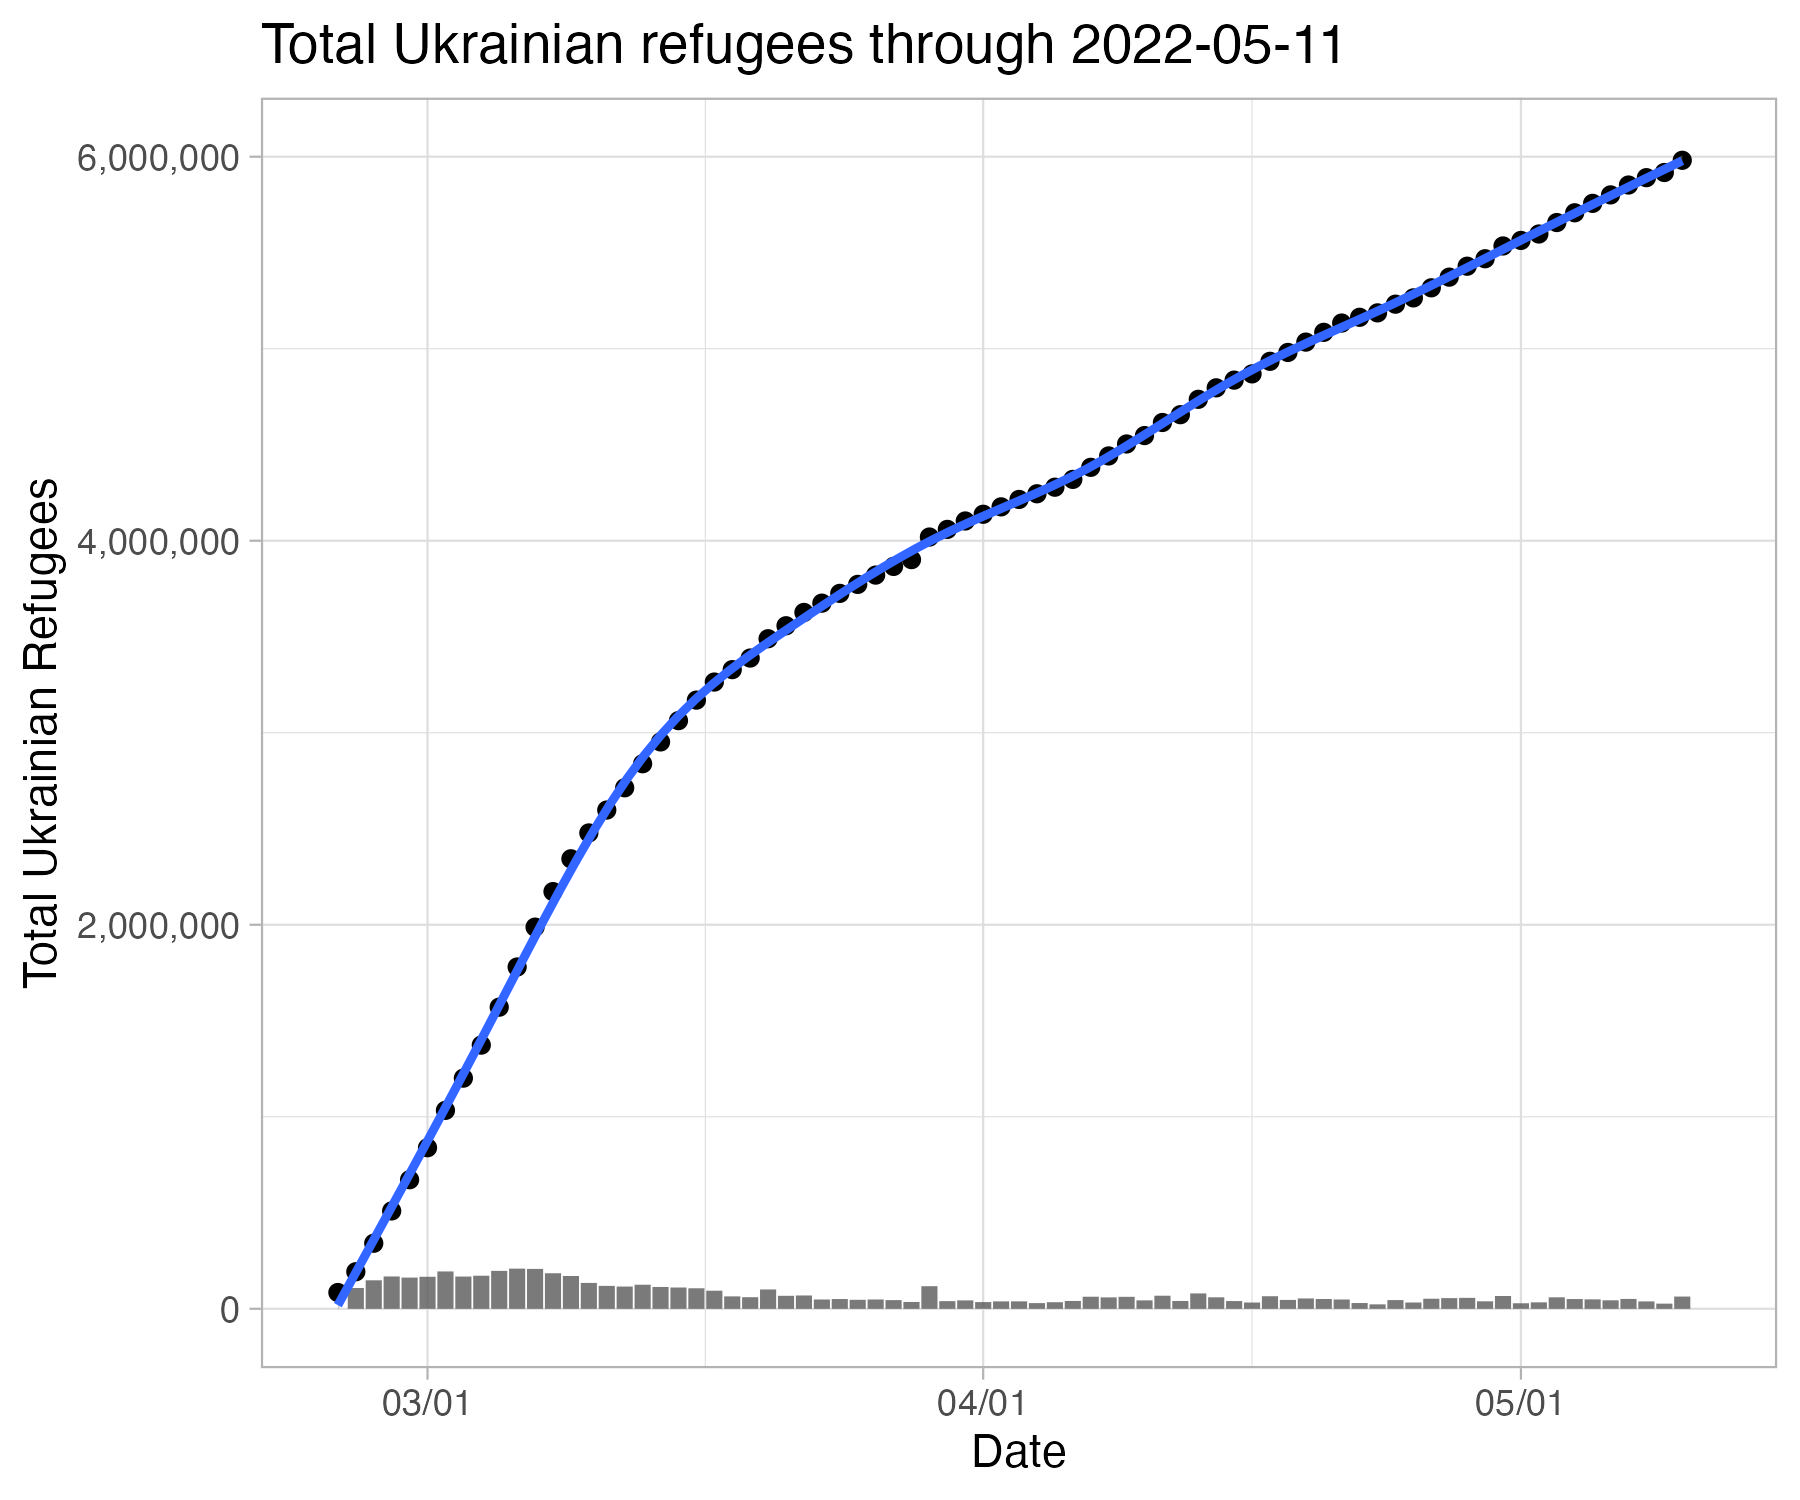 Total Ukrainian refugees through 2022-05-11
Total Ukrainian Refugees
6,000,000
4,000,000
2,000,000
0
03/01
04/01
05/01
Date